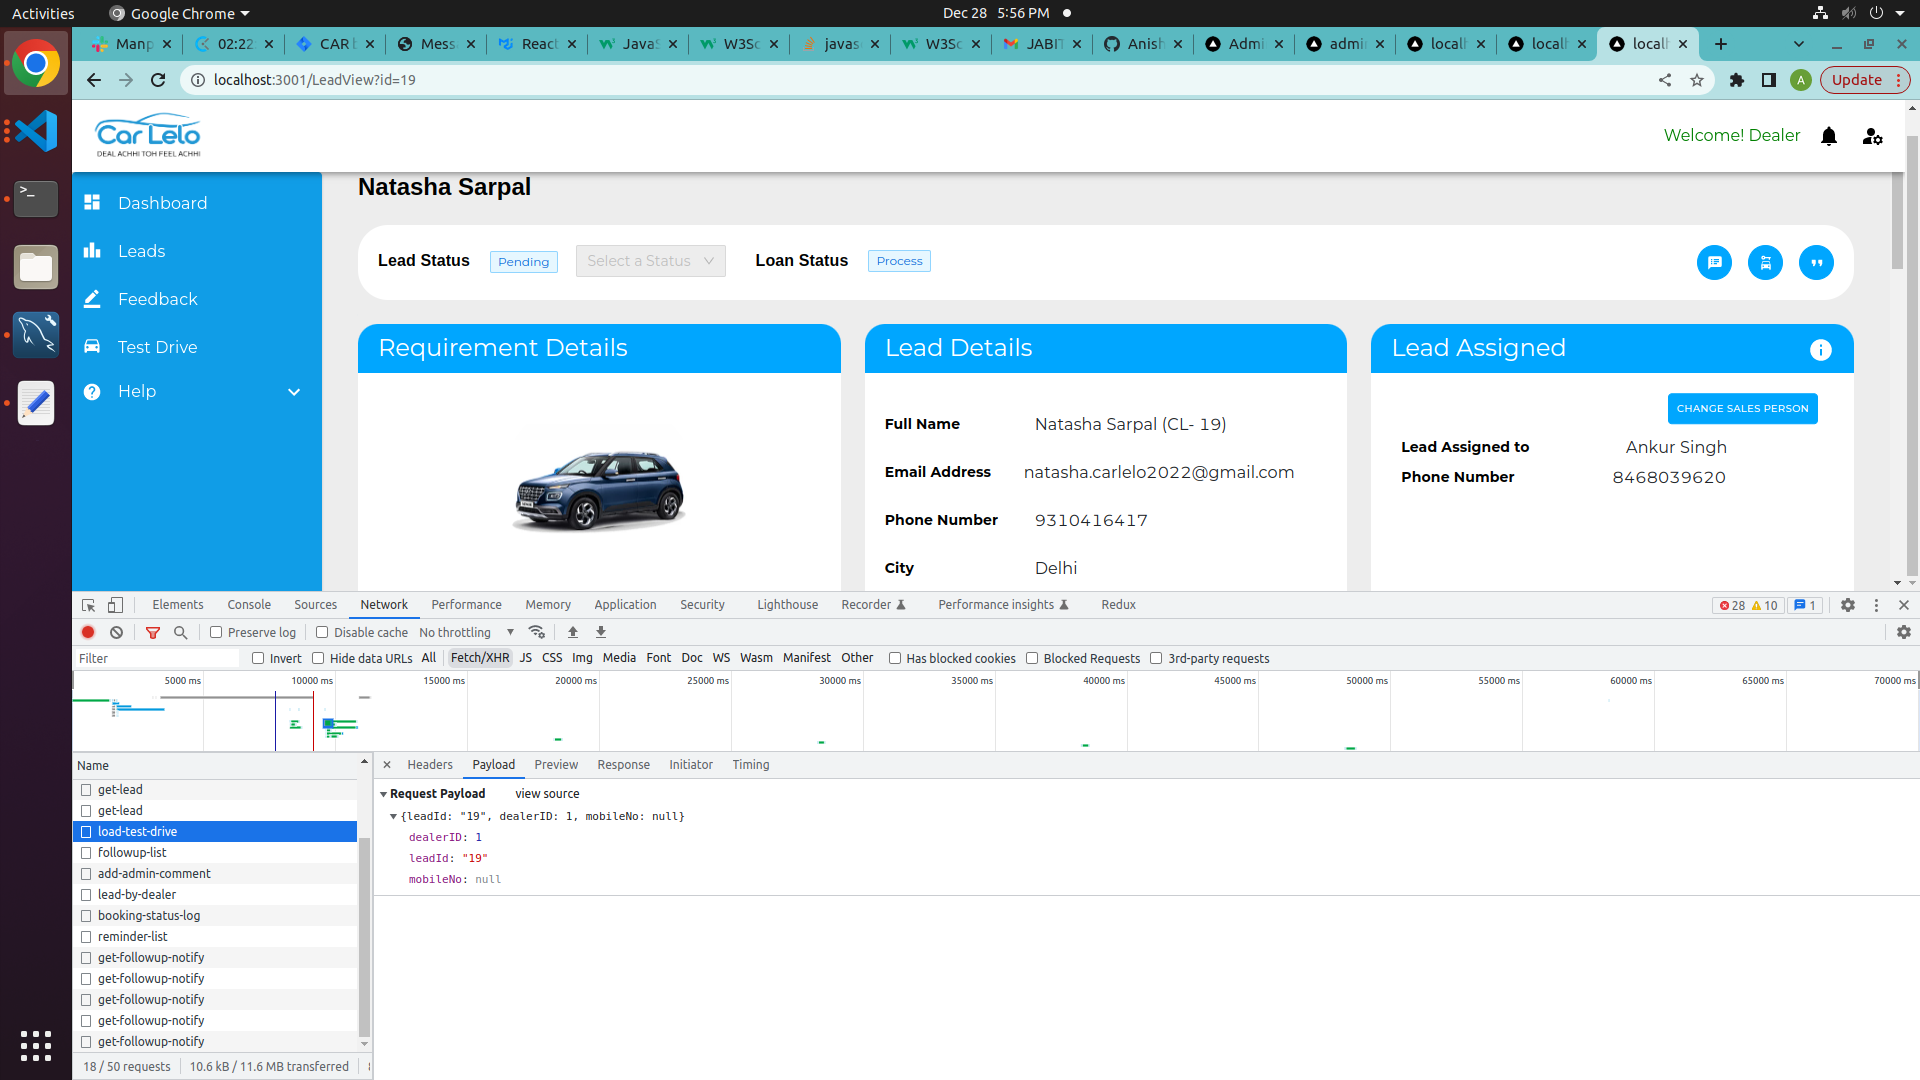 Activities
Google Chrome
Dec 28 5:56 PM
Manp
02:22
CAR
Mess
React
JavaS
W3Sc
javas
W3Sc
JABIT
Anish
Admi
admi
local
local
local
localhost:3001/LeadView?id=19
A
Update
Car Lelo
DEAL ACHHI TOH FEEL ACHHI
Welcome! Dealer
Dashboard
Leads
Feedback
Test Drive
Help
Natasha Sarpal
Lead Status
Pending
Select a Status
Loan Status
Process
Requirement Details
Lead Details
Full Name
Natasha Sarpal (CL- 19)
Email Address
natasha.carlelo2022@gmail.com
Phone Number
9310416417
City
Delhi
Lead Assigned
CHANGE SALES PERSON
Lead Assigned to
Ankur Singh
Phone Number
8468039620
Elements Console Sources Network Performance Memory Application Security Lighthouse Recorder Performance insights Redux
28 10 1
Preserve log Disable cache No throttling
Filter Invert Hide data URLs All Fetch/XHR JS CSS Img Media Font Doc WS Wasm Manifest Other Has blocked cookies Blocked Requests 3rd-party requests
5000 ms 10000 ms 15000 ms 20000 ms 25000 ms 30000 ms 35000 ms 40000 ms 45000 ms 50000 ms 55000 ms 60000 ms 65000 ms 70000 ms
Name
get-lead
get-lead
load-test-drive
followup-list
add-admin-comment
lead-by-dealer
booking-status-log
reminder-list
get-followup-notify
get-followup-notify
get-followup-notify
get-followup-notify
get-followup-notify
18 / 50 requests 10.6 kB / 11.6 MB transferred
Headers Payload Preview Response Initiator Timing
Request Payload view source
{leadId: "19", dealerID: 1, mobileNo: null}
dealerID: 1
leadId: "19"
mobileNo: null